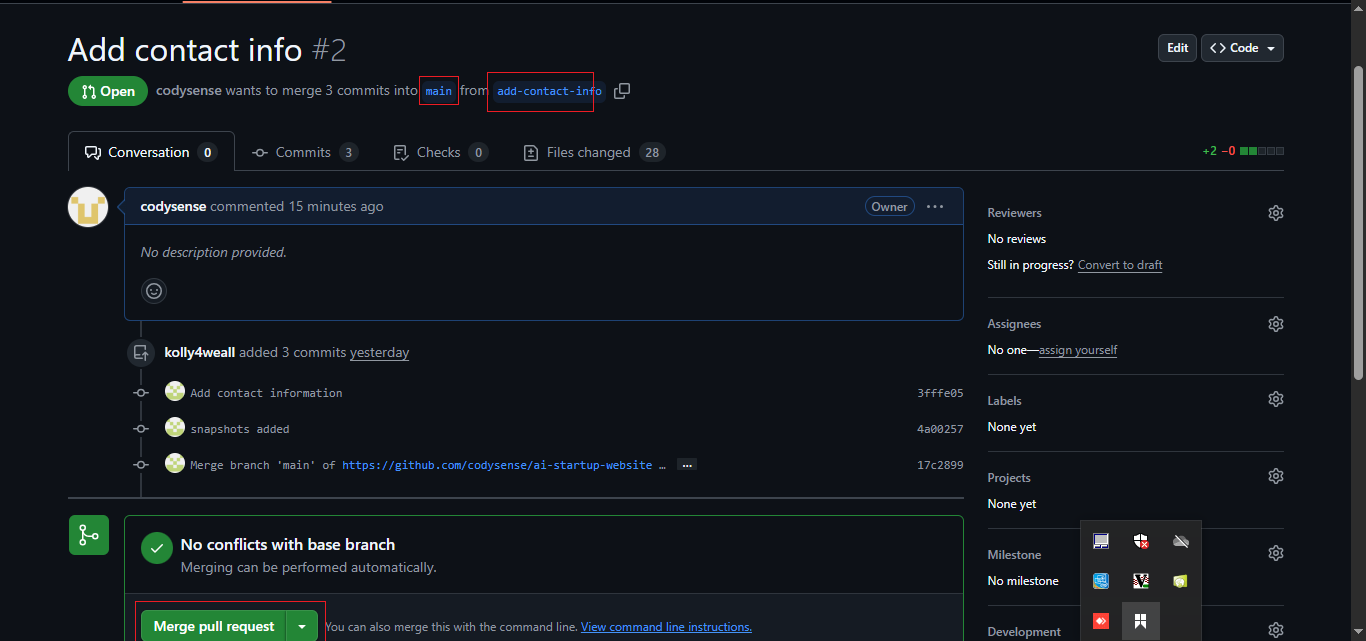 Add contact info #2
Edit
Code
Open
codysense wants to merge 3 commits into main from add-contact-info
Conversation 0
Commits 3
Checks 0
Files changed 28
+2 −0
codysense commented 15 minutes ago
Owner
No description provided.
kolly4weall added 3 commits yesterday
Add contact information
3fffe05
snapshots added
4a00257
Merge branch 'main' of https://github.com/codysense/ai-startup-website …
17c2899
No conflicts with base branch
Merging can be performed automatically.
Merge pull request
You can also merge this with the command line. View command line instructions.
Reviewers
No reviews
Still in progress? Convert to draft
Assignees
No one—assign yourself
Labels
None yet
Projects
None yet
Milestone
No milestone
Development